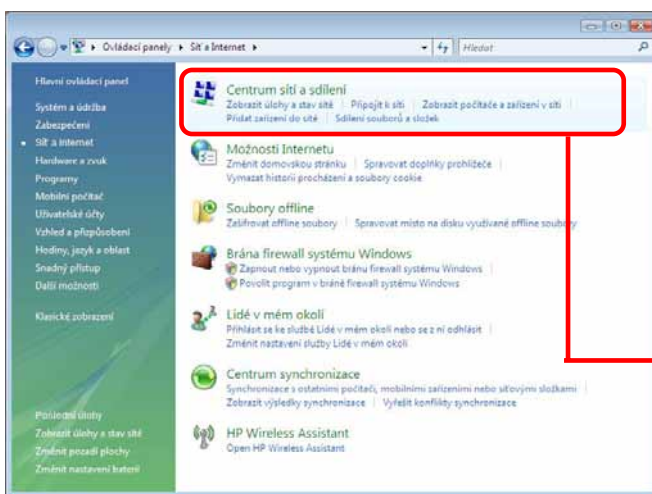 Ovládací panely ▸ Síť a Internet ▸
Hledat
Hlavní ovládací panel
Systém a údržba
Zabezpečení
Síť a Internet
Hardware a zvuk
Programy
Mobilní počítač
Uživatelské účty
Vzhled a přizpůsobení
Hodiny, jazyk a oblast
Snadný přístup
Další možnosti
Klasické zobrazení
Poslední úlohy
Zobrazit úlohy a stav sítě
Změnit pozadí plochy
Změnit nastavení baterií
Centrum sítí a sdílení
Zobrazit úlohy a stav sítě | Připojit k síti | Zobrazit počítače a zařízení v síti
Přidat zařízení do sítě | Sdílení souborů a složek
Možnosti Internetu
Změnit domovskou stránku | Spravovat doplňky prohlížeče
Vymazat historii procházení a soubory cookie
Soubory offline
Zašifrovat offline soubory | Spravovat místo na disku využívané offline soubory
Brána firewall systému Windows
Zapnout nebo vypnout bránu firewall systému Windows
Povolit program v bráně firewall systému Windows
Lidé v mém okolí
Přihlásit se ke službě Lidé v mém okolí nebo se z ní odhlásit
Změnit nastavení služby Lidé v mém okolí
Centrum synchronizace
Synchronizace s ostatními počítači, mobilními zařízeními nebo síťovými složkami
Zobrazit výsledky synchronizace | Vyřešit konflikty synchronizace
HP Wireless Assistant
Open HP Wireless Assistant